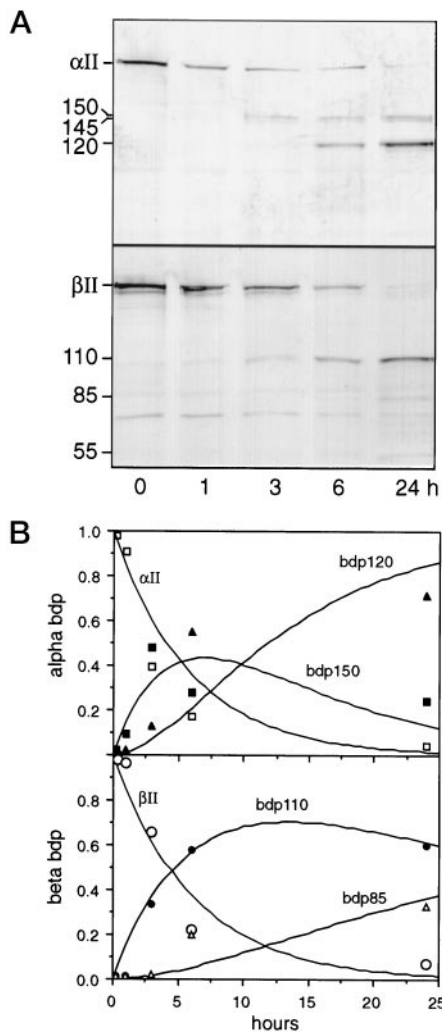 A
αII
150
145
120
βII
110
85
55
0 1 3 6 24 h
B
alpha bdp
1.0
0.8
0.6
0.4
0.2
αII
bdp120
bdp150
beta bdp
0.8
0.6
0.4
0.2
0.0
βII
bdp110
bdp85
0 5 10 15 20 25
hours